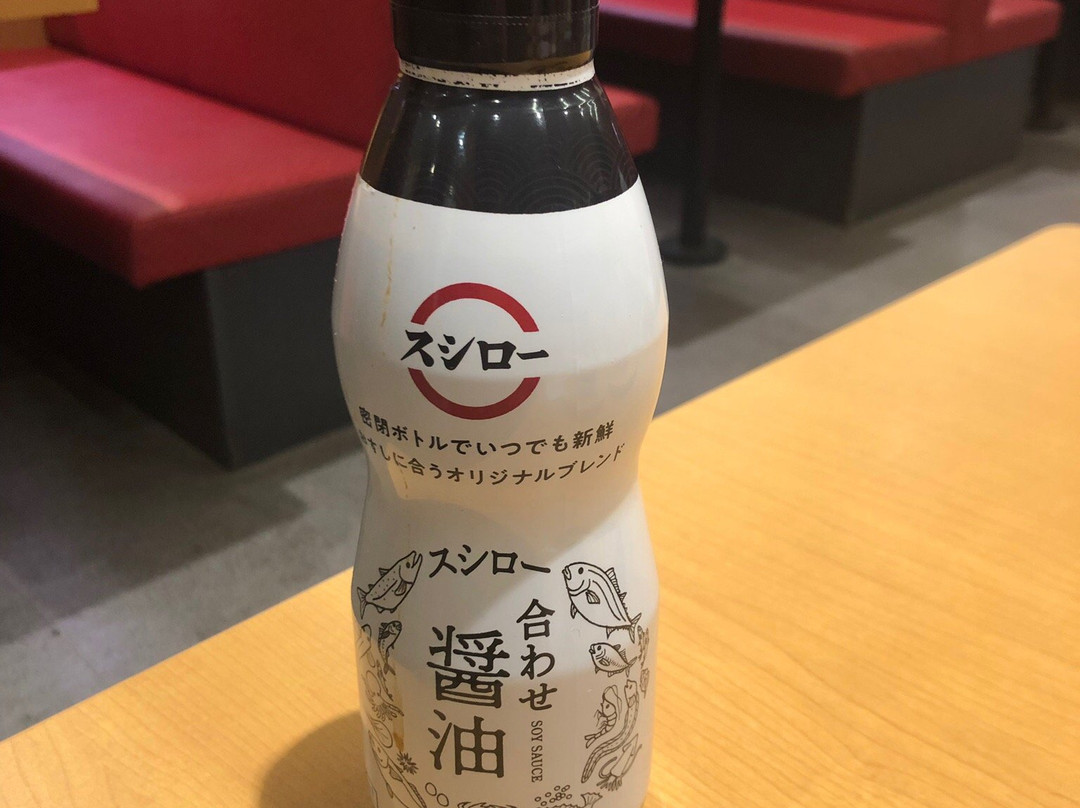 スシロー
密閉ボトルでいつでも新鮮
おすしに合うオリジナルブレンド
スシロー
合わせ
醤油
SOY SAUCE